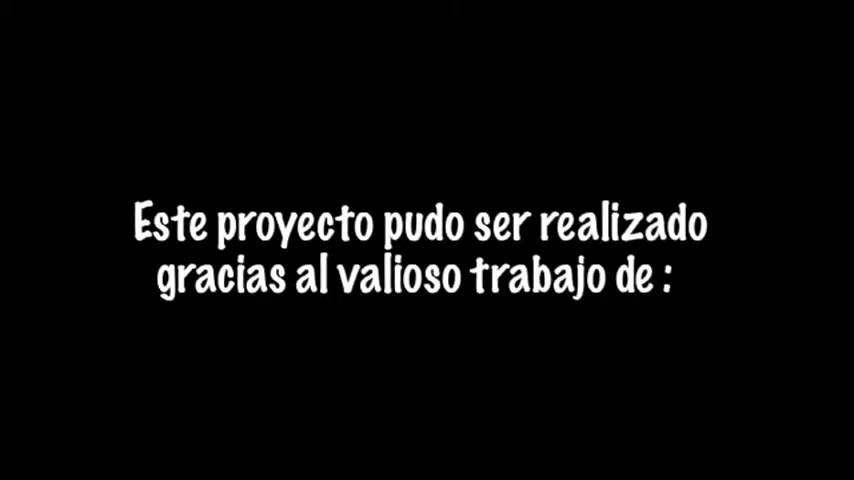 Este proyecto pudo ser realizado
gracias al valioso trabajo de :